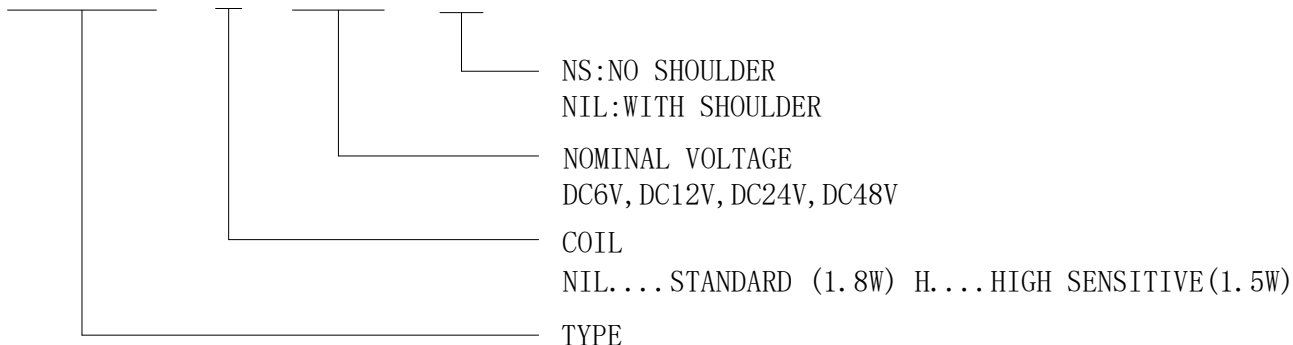 NS:NO SHOULDER
NIL:WITH SHOULDER
NOMINAL VOLTAGE
DC6V,DC12V,DC24V,DC48V
COIL
NIL....STANDARD (1.8W) H....HIGH SENSITIVE(1.5W)
TYPE